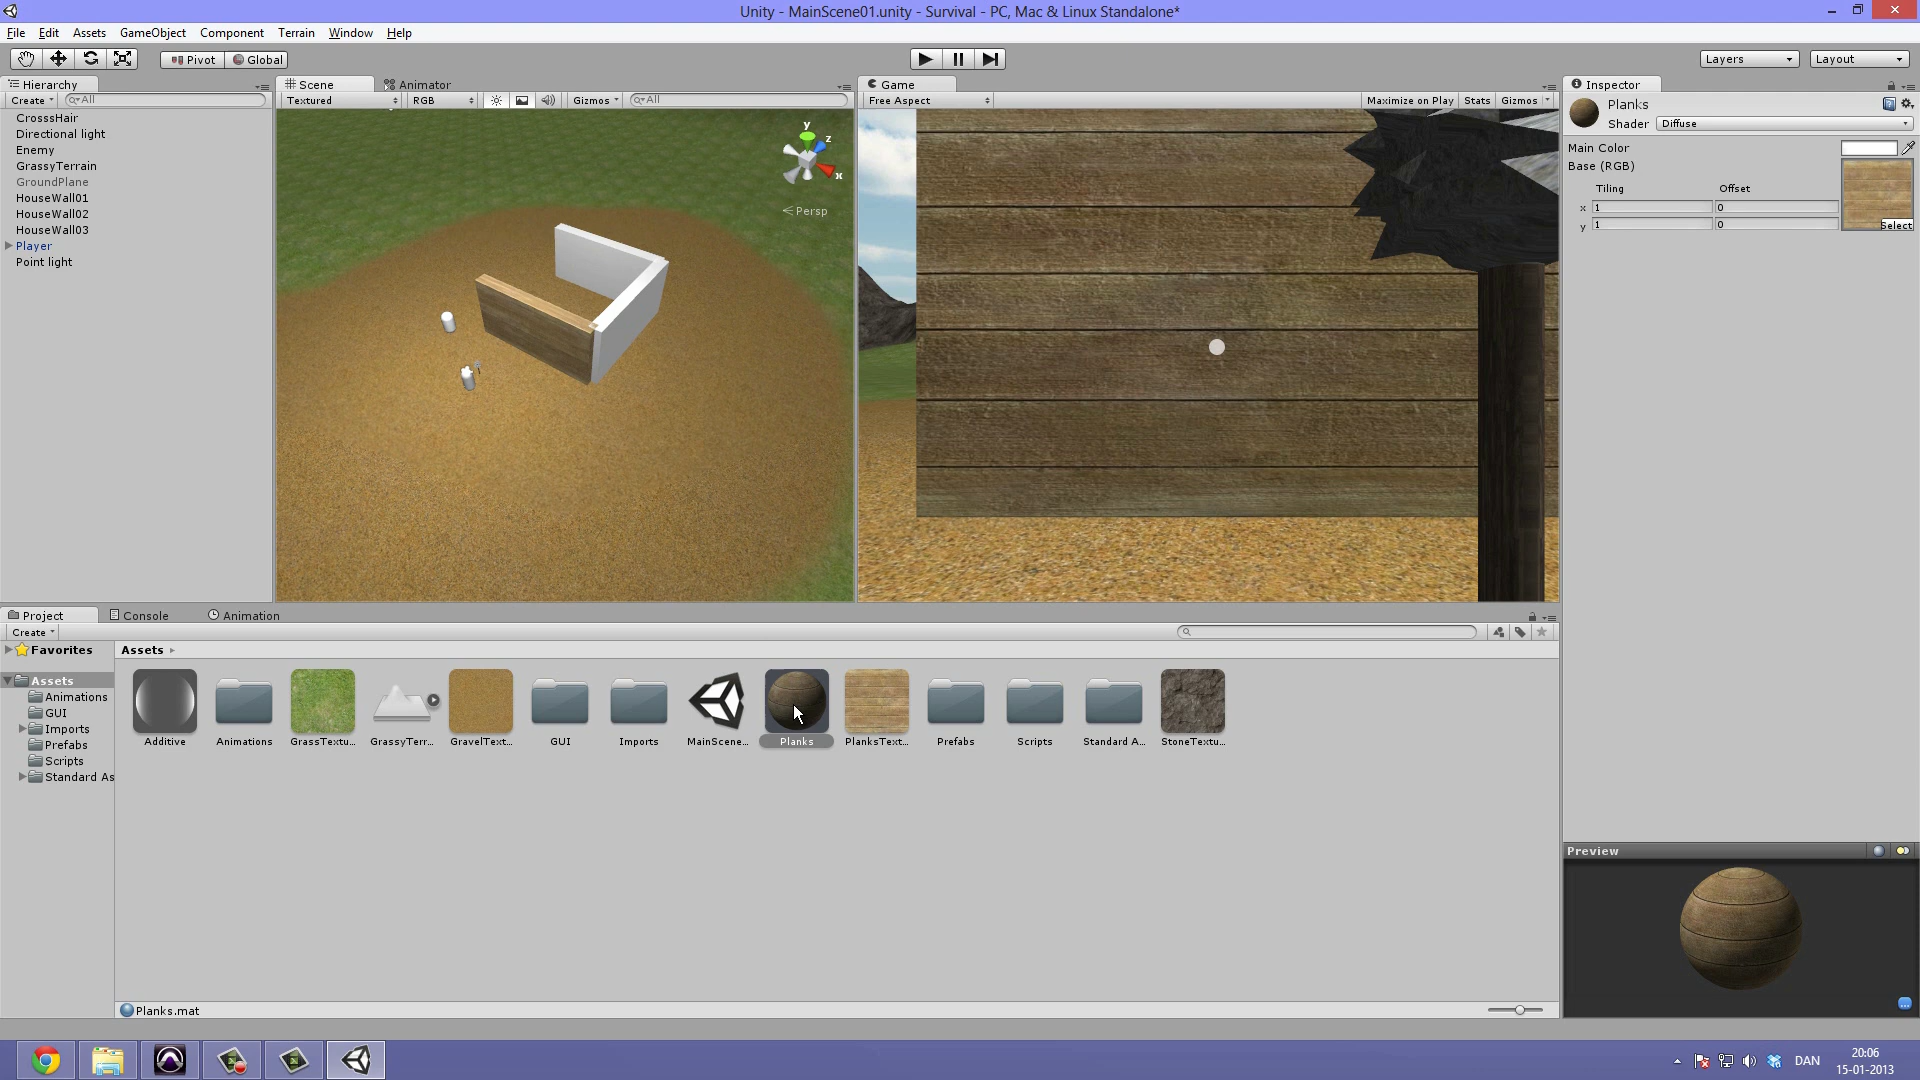 Unity - MainScene01.unity - Survival - PC, Mac & Linux Standalone*
File Edit Assets GameObject Component Terrain Window Help
Pivot Global Layers Layout
Hierarchy
Create All
CrosssHair
Directional light
Enemy
GrassyTerrain
GroundPlane
HouseWall01
HouseWall02
HouseWall03
Player
Point light
Scene Animator
Textured RGB Gizmos All
y
z
x
Persp
Game
Free Aspect Maximize on Play Stats Gizmos
Inspector
Planks
Shader Diffuse
Main Color
Base (RGB)
Tiling Offset
x 1 0
y 1 0
Select
Project Console Animation
Create
Favorites
Assets
Animations
GUI
Imports
Prefabs
Scripts
Standard As
Assets
Additive Animations GrassTextu... GrassyTerr... GravelText... GUI Imports MainScene... Planks PlanksText... Prefabs Scripts Standard A... StoneTextu...
Planks.mat
Preview
DAN
20:06
15-01-2013